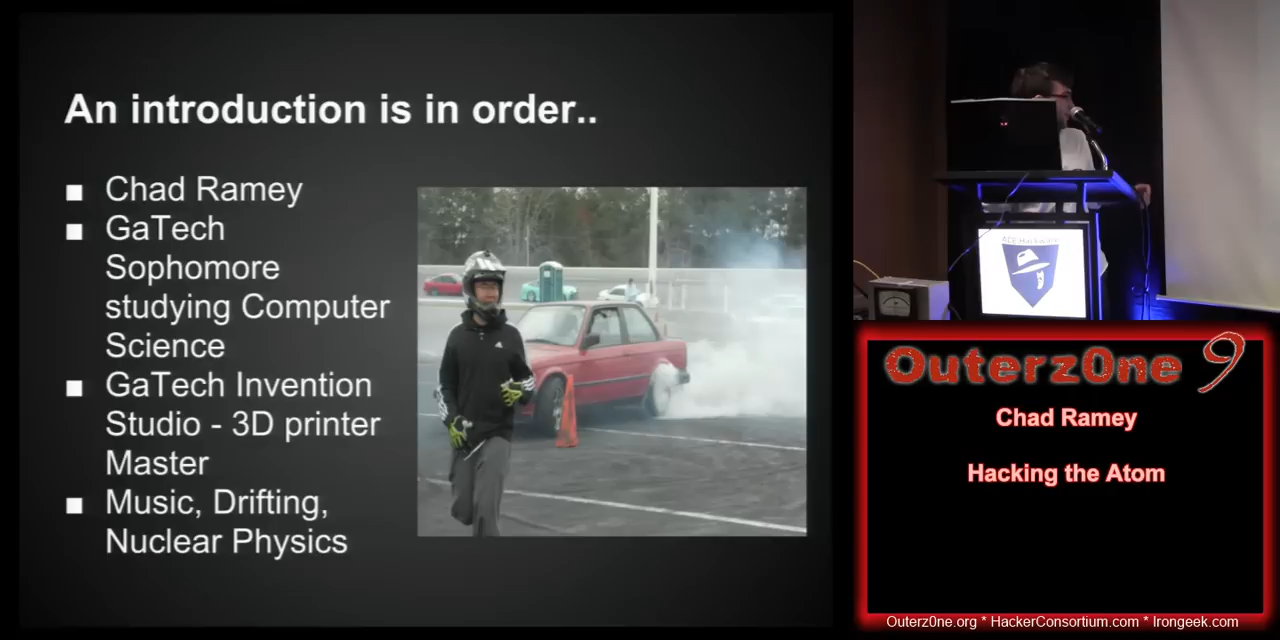 An introduction is in order..
■ Chad Ramey
■ GaTech
Sophomore
studying Computer
Science
■ GaTech Invention
Studio - 3D printer
Master
■ Music, Drifting,
Nuclear Physics
Outerz0ne 9
Chad Ramey
Hacking the Atom
Outerz0ne.org * HackerConsortium.com * Irongeek.com